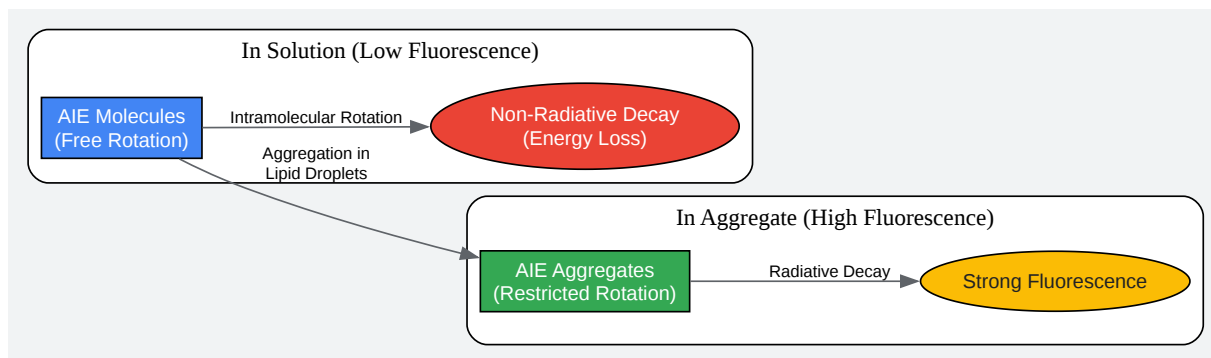 In Solution (Low Fluorescence)
AIE Molecules
(Free Rotation)
Intramolecular Rotation
Non-Radiative Decay
(Energy Loss)
Aggregation in
Lipid Droplets
In Aggregate (High Fluorescence)
AIE Aggregates
(Restricted Rotation)
Radiative Decay
Strong Fluorescence